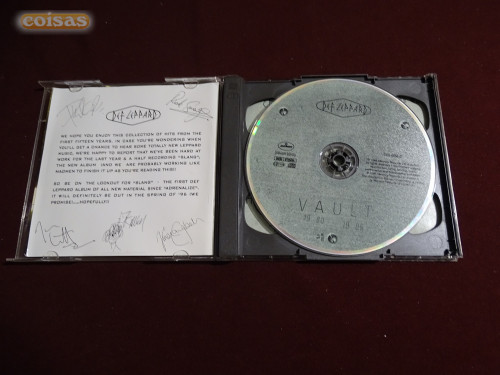 coisas
DEF LEPPARD
WE HOPE YOU ENJOY THIS COLLECTION OF HITS FROM THE
FIRST FIFTEEN YEARS. IN CASE YOU'RE WONDERING WHEN
YOU'LL GET A CHANCE TO HEAR SOME TOTALLY NEW LEPPARD
MUSIC, WE'RE HAPPY TO REPORT THAT WE'VE BEEN HARD AT
WORK FOR THE LAST YEAR & A HALF RECORDING "SLANG",
THE NEW ALBUM (AND WE ARE PROBABLY WORKING LIKE
MADMEN TO FINISH IT UP AS YOU'RE READING THIS)!
SO BE ON THE LOOKOUT FOR "SLANG" - THE FIRST DEF
LEPPARD ALBUM OF ALL NEW MATERIAL SINCE "ADRENALIZE".
IT WILL DEFINITELY BE OUT IN THE SPRING OF '96 (WE
PROMISE)....HOPEFULLY!
DEF LEPPARD
VAULT